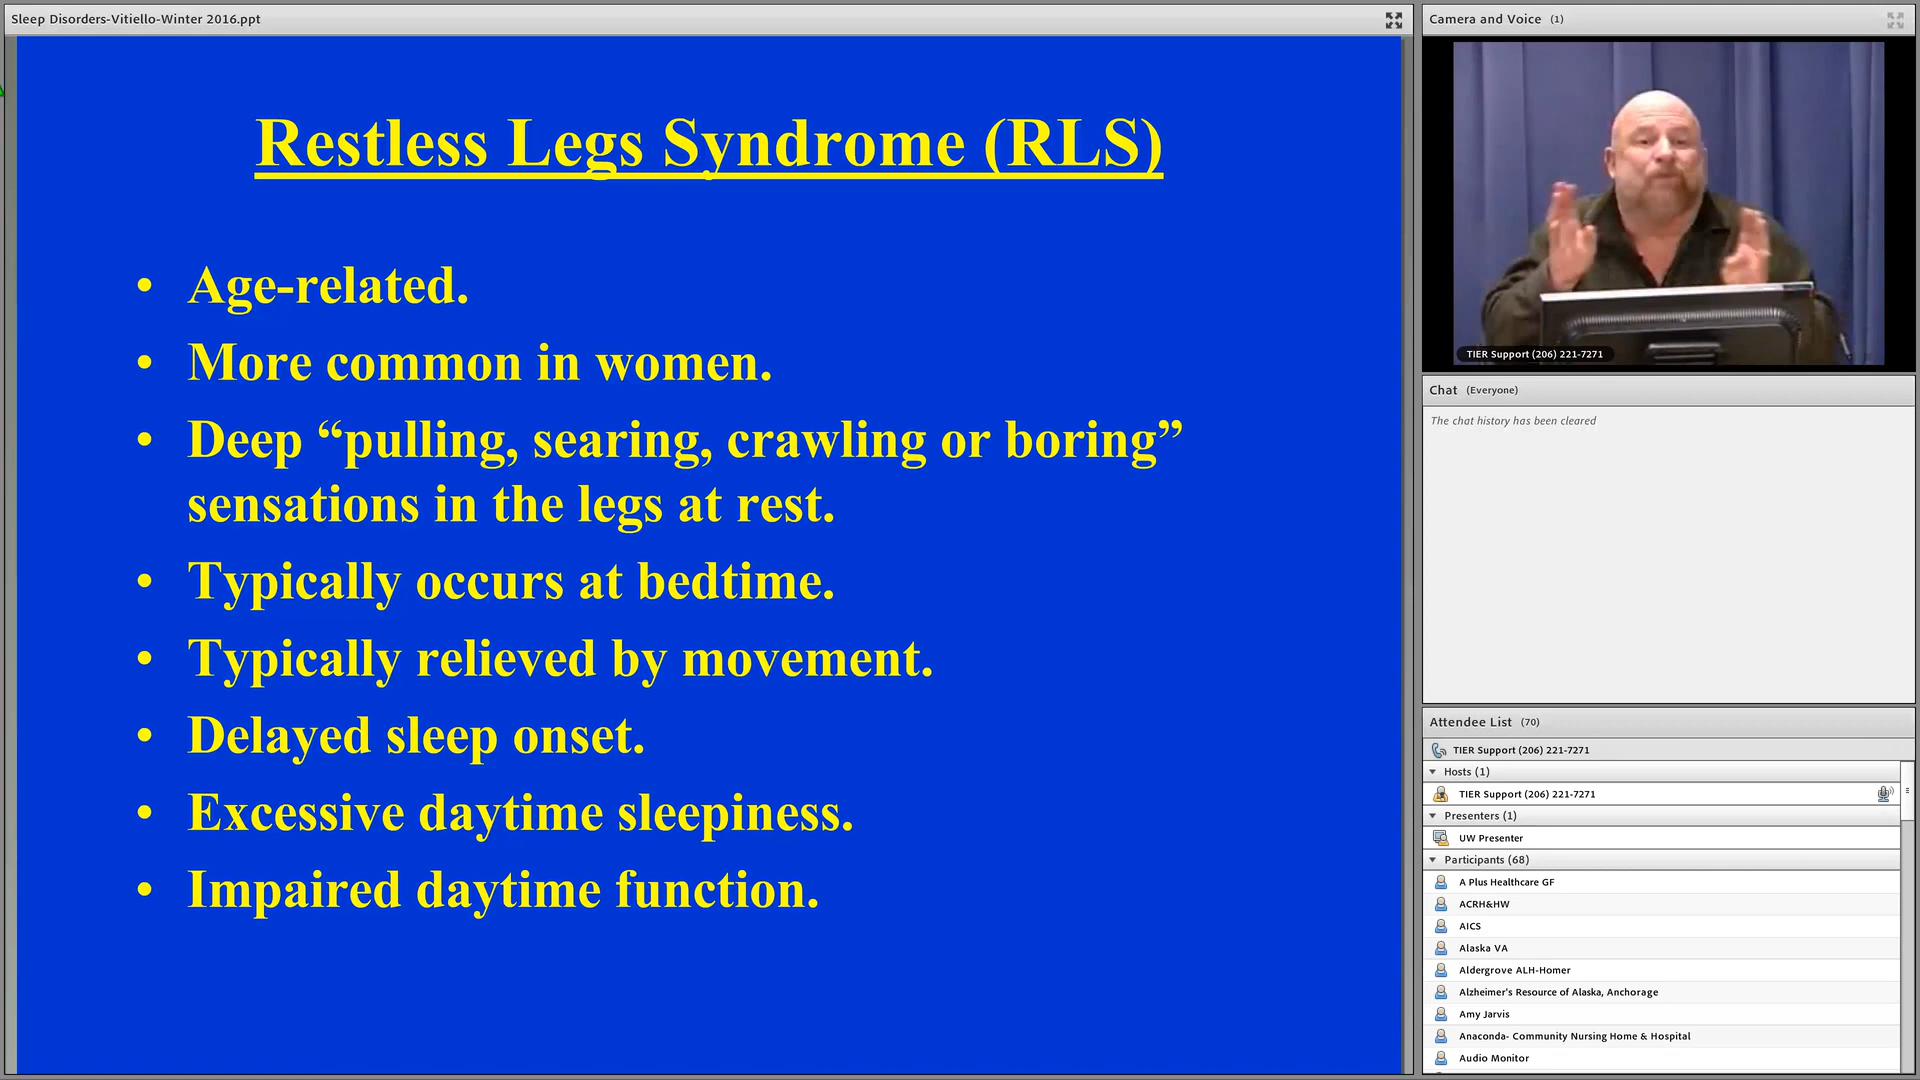 Sleep Disorders-Vitiello-Winter 2016.ppt
Restless Legs Syndrome (RLS)
• Age-related.
• More common in women.
• Deep “pulling, searing, crawling or boring”
sensations in the legs at rest.
• Typically occurs at bedtime.
• Typically relieved by movement.
• Delayed sleep onset.
• Excessive daytime sleepiness.
• Impaired daytime function.
Camera and Voice (1)
TIER Support (206) 221-7271
Chat (Everyone)
The chat history has been cleared
Attendee List (70)
TIER Support (206) 221-7271
Hosts (1)
TIER Support (206) 221-7271
Presenters (1)
UW Presenter
Participants (68)
A Plus Healthcare GF
ACRH&HW
AICS
Alaska VA
Aldergrove ALH-Homer
Alzheimer's Resource of Alaska, Anchorage
Amy Jarvis
Anaconda- Community Nursing Home & Hospital
Audio Monitor